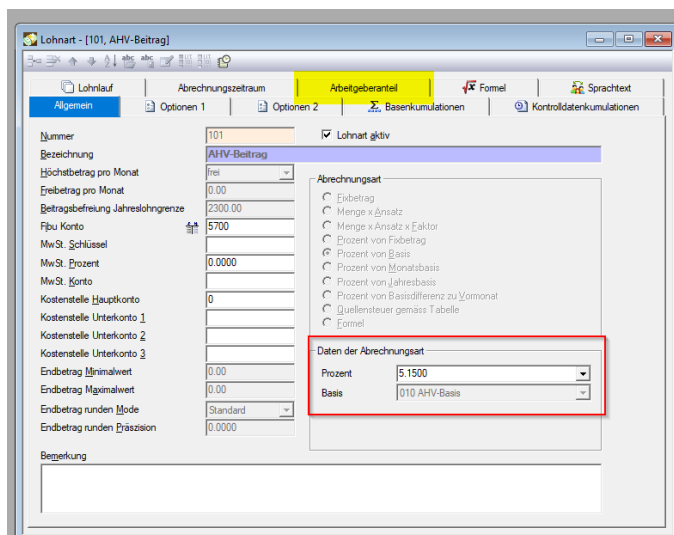 Lohnart - [101, AHV-Beitrag]
Lohnlauf
Abrechnungszeitraum
Arbeitgeberanteil
Formel
Sprachtext
Allgemein
Optionen 1
Optionen 2
Basenkumulationen
Kontrolldatenkumulationen
Nummer 101
Lohnart aktiv
Bezeichnung AHV-Beitrag
Höchstbetrag pro Monat frei
Freibetrag pro Monat 0.00
Beitragsbefreiung Jahreslohngrenze 2300.00
Fibu Konto 5700
MwSt. Schlüssel
MwSt. Prozent 0.0000
MwSt. Konto
Kostenstelle Hauptkonto 0
Kostenstelle Unterkonto 1
Kostenstelle Unterkonto 2
Kostenstelle Unterkonto 3
Endbetrag Minimalwert 0.00
Endbetrag Maximalwert 0.00
Endbetrag runden Mode Standard
Endbetrag runden Präszision 0.0000
Abrechnungsart
Fixbetrag
Menge x Ansatz
Menge x Ansatz x Faktor
Prozent von Fixbetrag
Prozent von Basis
Prozent von Monatsbasis
Prozent von Jahresbasis
Prozent von Basisdifferenz zu Vormonat
Quellensteuer gemäss Tabelle
Formel
Daten der Abrechnungsart
Prozent 5.1500
Basis 010 AHV-Basis
Bemerkung